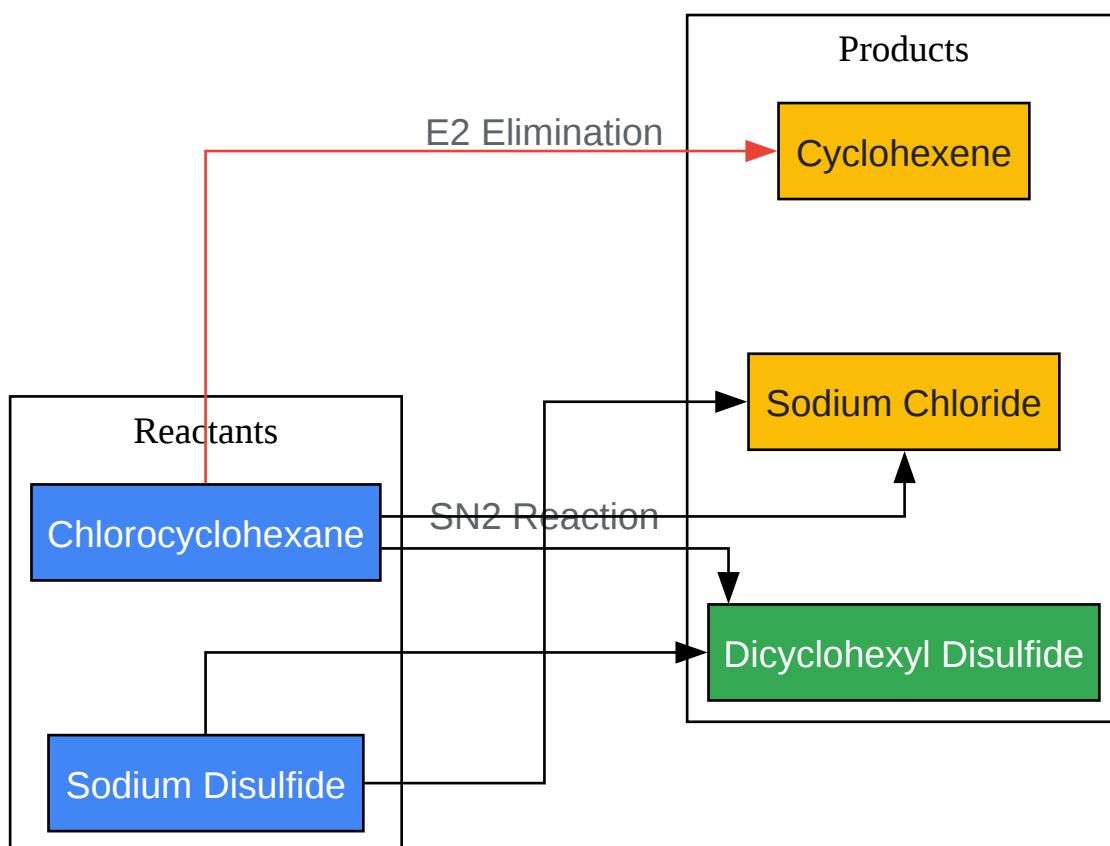 Products
E2 Elimination
Cyclohexene
Sodium Chloride
Reactants
SN2 Reaction
Chlorocyclohexane
Dicyclohexyl Disulfide
Sodium Disulfide